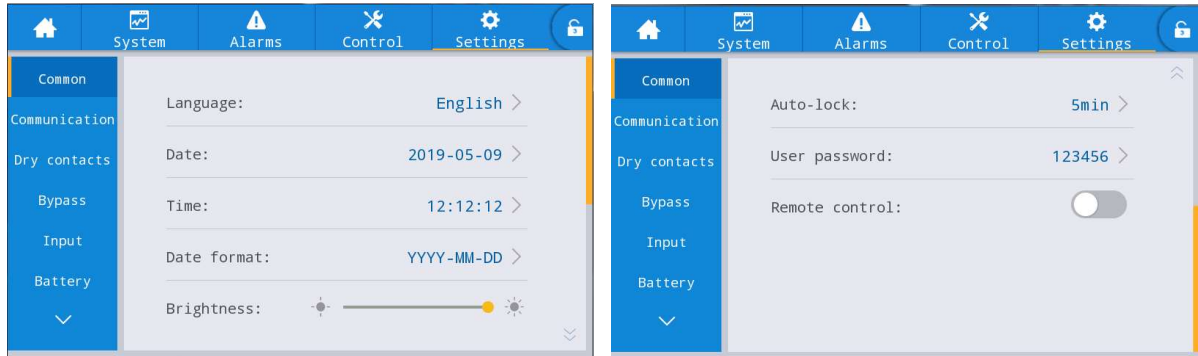 System Alarms Control Settings
Common
Communication
Dry contacts
Bypass
Input
Battery
Language: English
Date: 2019-05-09
Time: 12:12:12
Date format: YYYY-MM-DD
Brightness:
System Alarms Control Settings
Common
Communication
Dry contacts
Bypass
Input
Battery
Auto-lock: 5min
User password: 123456
Remote control: